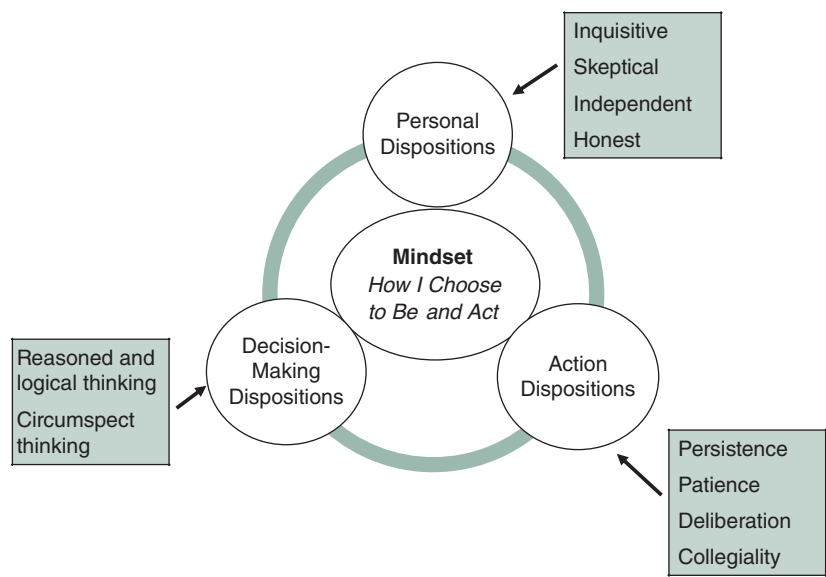 Inquisitive
Skeptical
Independent
Honest
Personal
Dispositions
Mindset
How I Choose
to Be and Act
Decision-
Making
Dispositions
Action
Dispositions
Reasoned and
logical thinking
Circumspect
thinking
Persistence
Patience
Deliberation
Collegiality